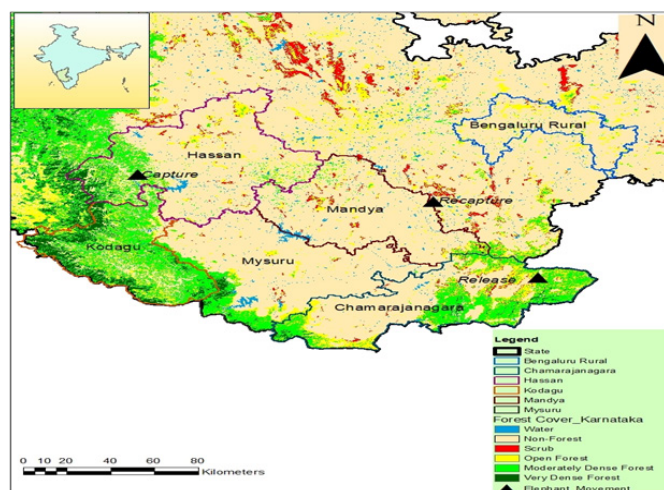 N
Bengaluru Rural
Hassan
Capture
Mandya
Recapture
Kodagu
Mysuru
Release
Chamarajanagara
Legend
State
Bengaluru Rural
Chamarajanagara
Hassan
Kodagu
Mandya
Mysuru
Forest Cover_Karnataka
Water
Non-Forest
Scrub
Open Forest
Moderately Dense Forest
Very Dense Forest
Elephant_Movement
0 10 20 40 60 80
Kilometers